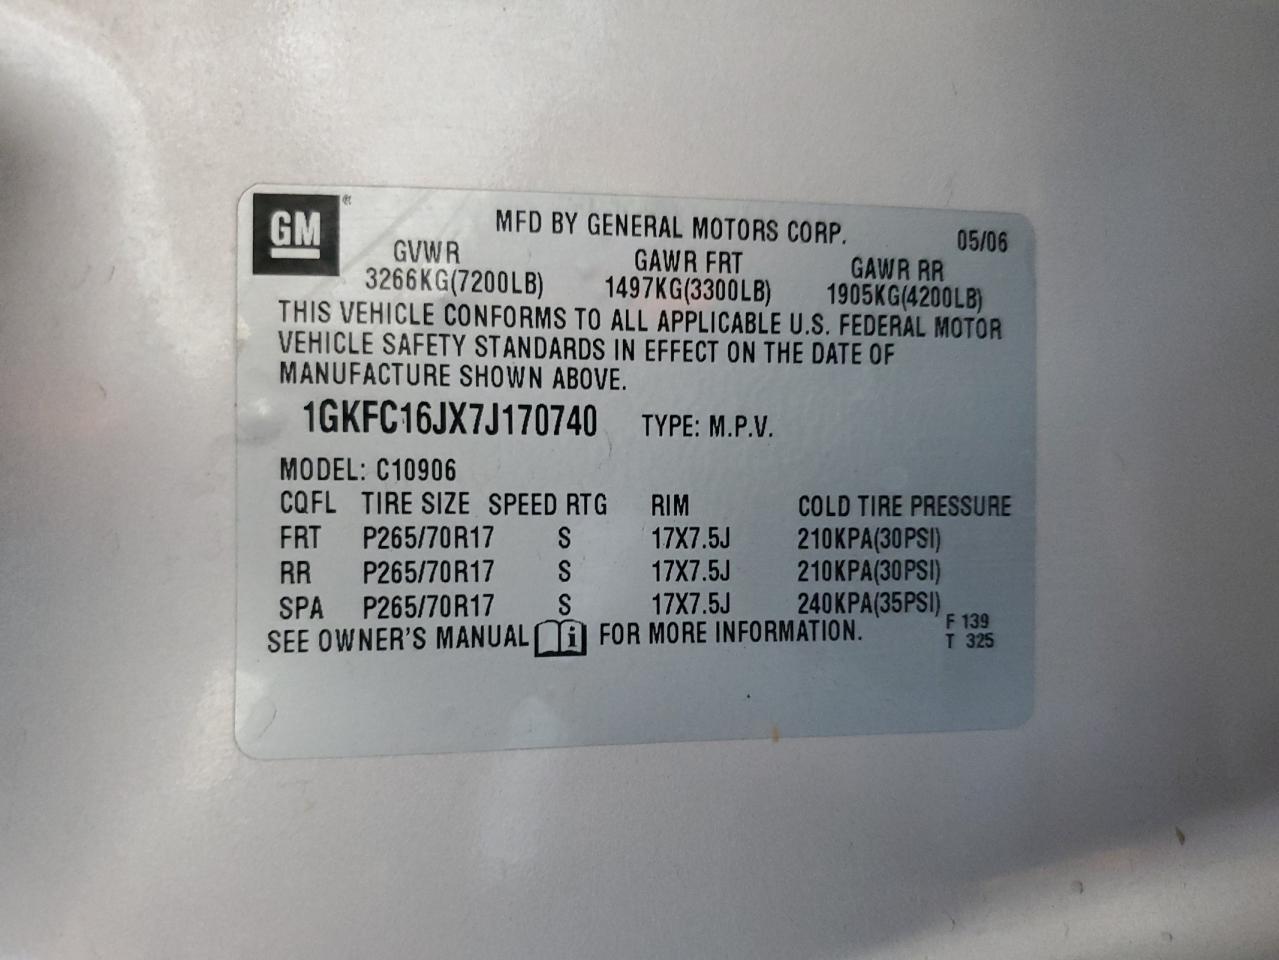 GM
MFD BY GENERAL MOTORS CORP. 05/06
GVWR GAWR FRT GAWR RR
3266KG(7200LB) 1497KG(3300LB) 1905KG(4200LB)
THIS VEHICLE CONFORMS TO ALL APPLICABLE U.S. FEDERAL MOTOR
VEHICLE SAFETY STANDARDS IN EFFECT ON THE DATE OF
MANUFACTURE SHOWN ABOVE.
1GKFC16JX7J170740 TYPE: M.P.V.
MODEL: C10906
CQFL TIRE SIZE SPEED RTG RIM COLD TIRE PRESSURE
FRT P265/70R17 S 17X7.5J 210KPA(30PSI)
RR P265/70R17 S 17X7.5J 210KPA(30PSI)
SPA P265/70R17 S 17X7.5J 240KPA(35PSI)
SEE OWNER'S MANUAL i FOR MORE INFORMATION. F 139
T 325